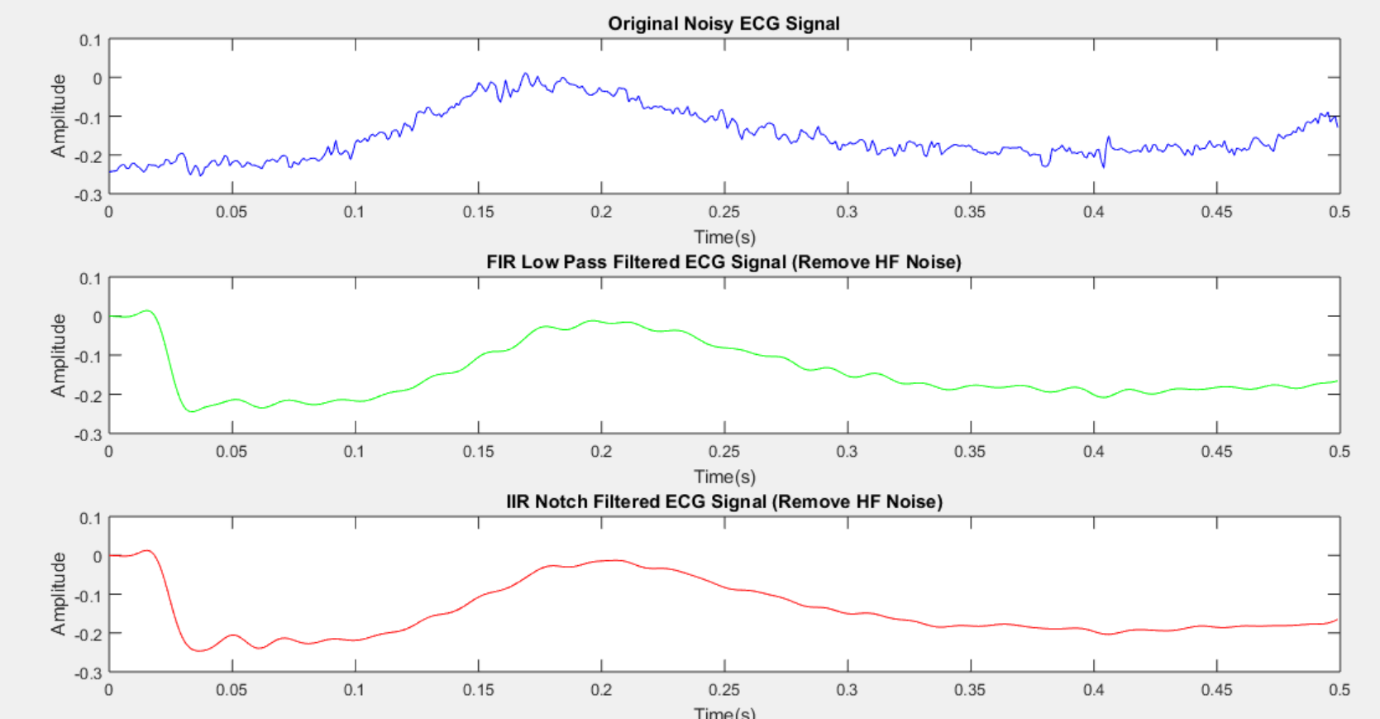 Original Noisy ECG Signal
0.1
0
-0.1
-0.2
-0.3
Amplitude
0 0.05 0.1 0.15 0.2 0.25 0.3 0.35 0.4 0.45 0.5
Time(s)
FIR Low Pass Filtered ECG Signal (Remove HF Noise)
0.1
0
-0.1
-0.2
-0.3
Amplitude
0 0.05 0.1 0.15 0.2 0.25 0.3 0.35 0.4 0.45 0.5
Time(s)
IIR Notch Filtered ECG Signal (Remove HF Noise)
0.1
0
-0.1
-0.2
-0.3
Amplitude
0 0.05 0.1 0.15 0.2 0.25 0.3 0.35 0.4 0.45 0.5
Time(s)